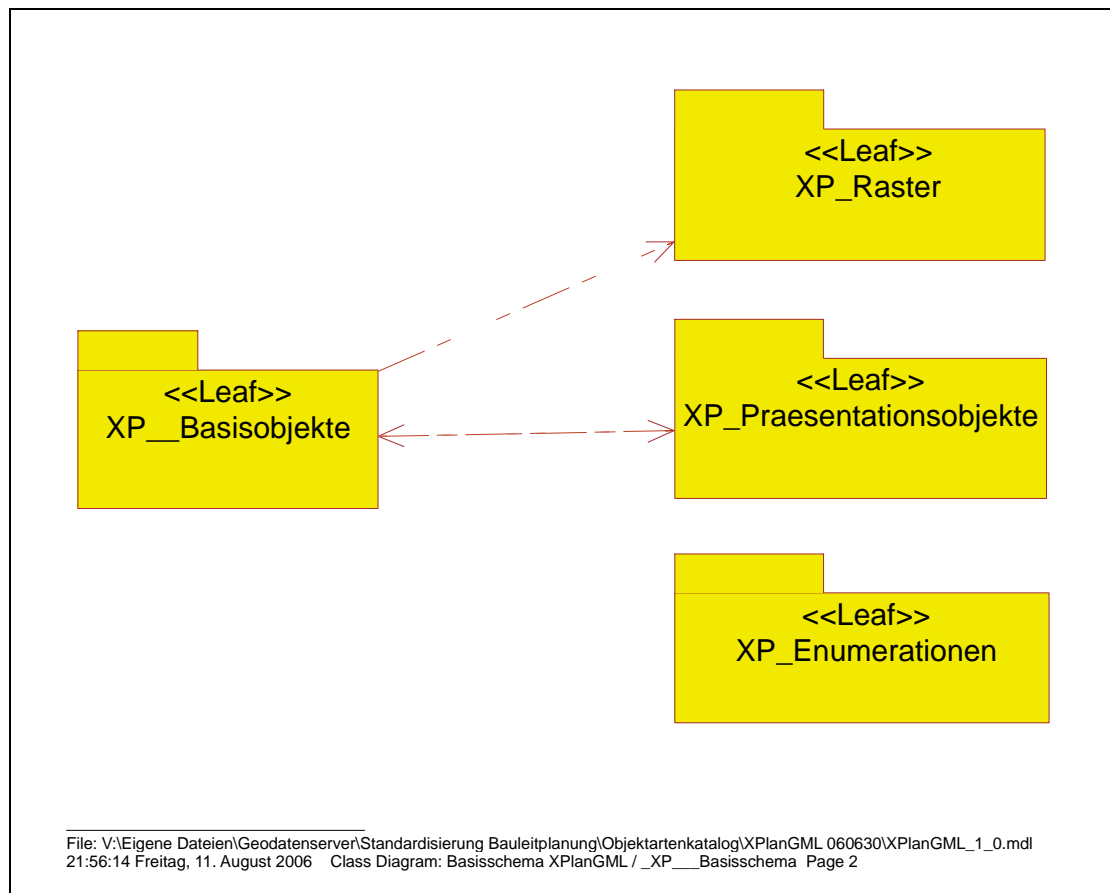 <<Leaf>>
XP_Raster
<<Leaf>>
XP__Basisobjekte
<<Leaf>>
XP_Praesentationsobjekte
<<Leaf>>
XP_Enumerationen
File: V:\Eigene Dateien\Geodatenserver\Standardisierung Bauleitplanung\Objektartenkatalog\XPlanGML 060630\XPlanGML_1_0.mdl
21:56:14 Freitag, 11. August 2006 Class Diagram: Basisschema XPlanGML / _XP___Basisschema Page 2